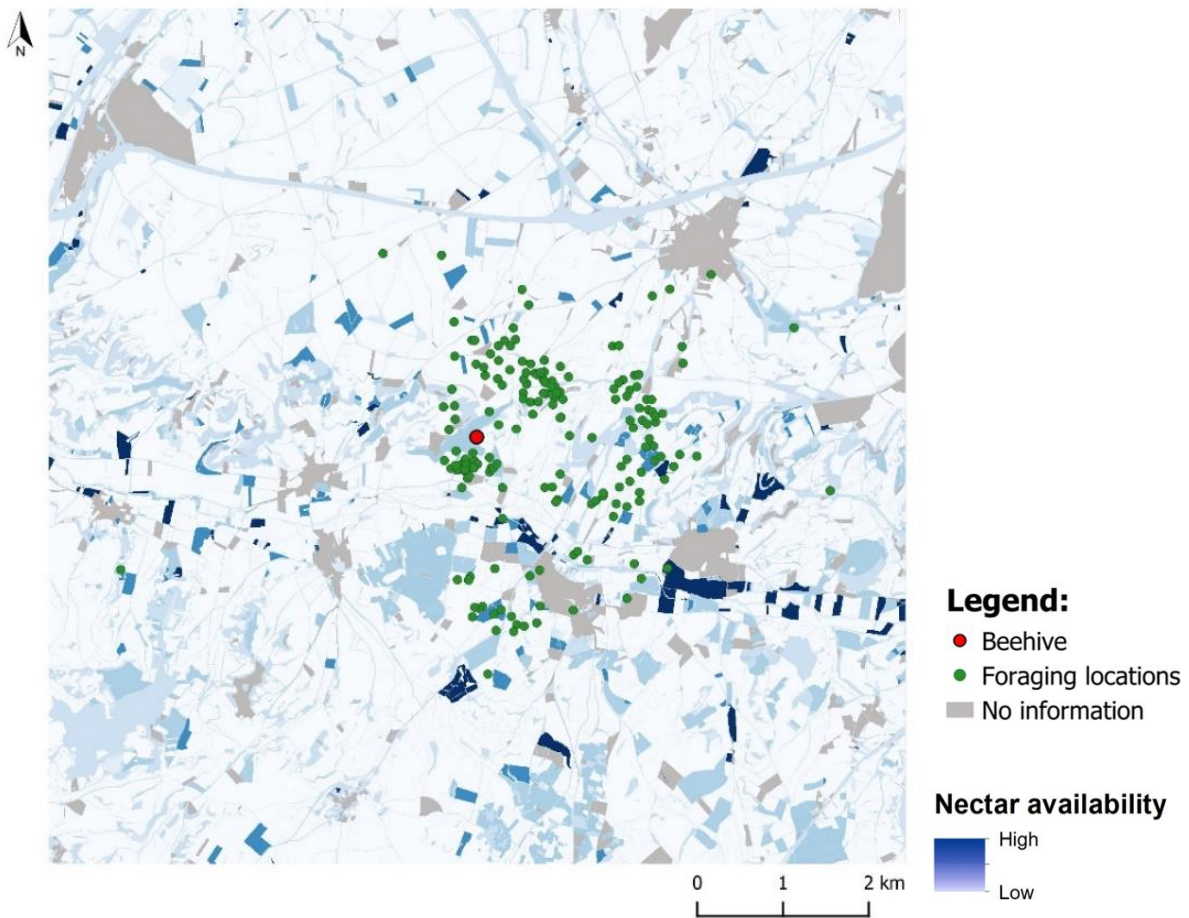 N
Legend:
Beehive
Foraging locations
No information
Nectar availability
High
Low
0 1 2 km